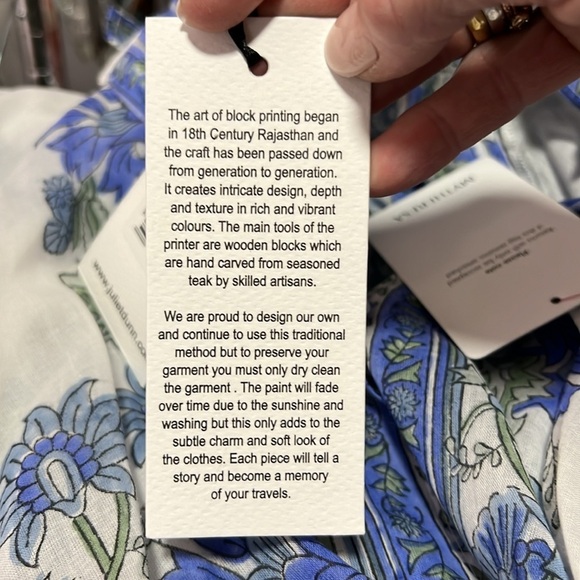 The art of block printing began
in 18th Century Rajasthan and
the craft has been passed down
from generation to generation.
It creates intricate design, depth
and texture in rich and vibrant
colours. The main tools of the
printer are wooden blocks which
are hand carved from seasoned
teak by skilled artisans.
We are proud to design our own
and continue to use this traditional
method but to preserve your
garment you must only dry clean
the garment . The paint will fade
over time due to the sunshine and
washing but this only adds to the
subtle charm and soft look of
the clothes. Each piece will tell a
story and become a memory
of your travels.
www.julietdunn.co
Please note